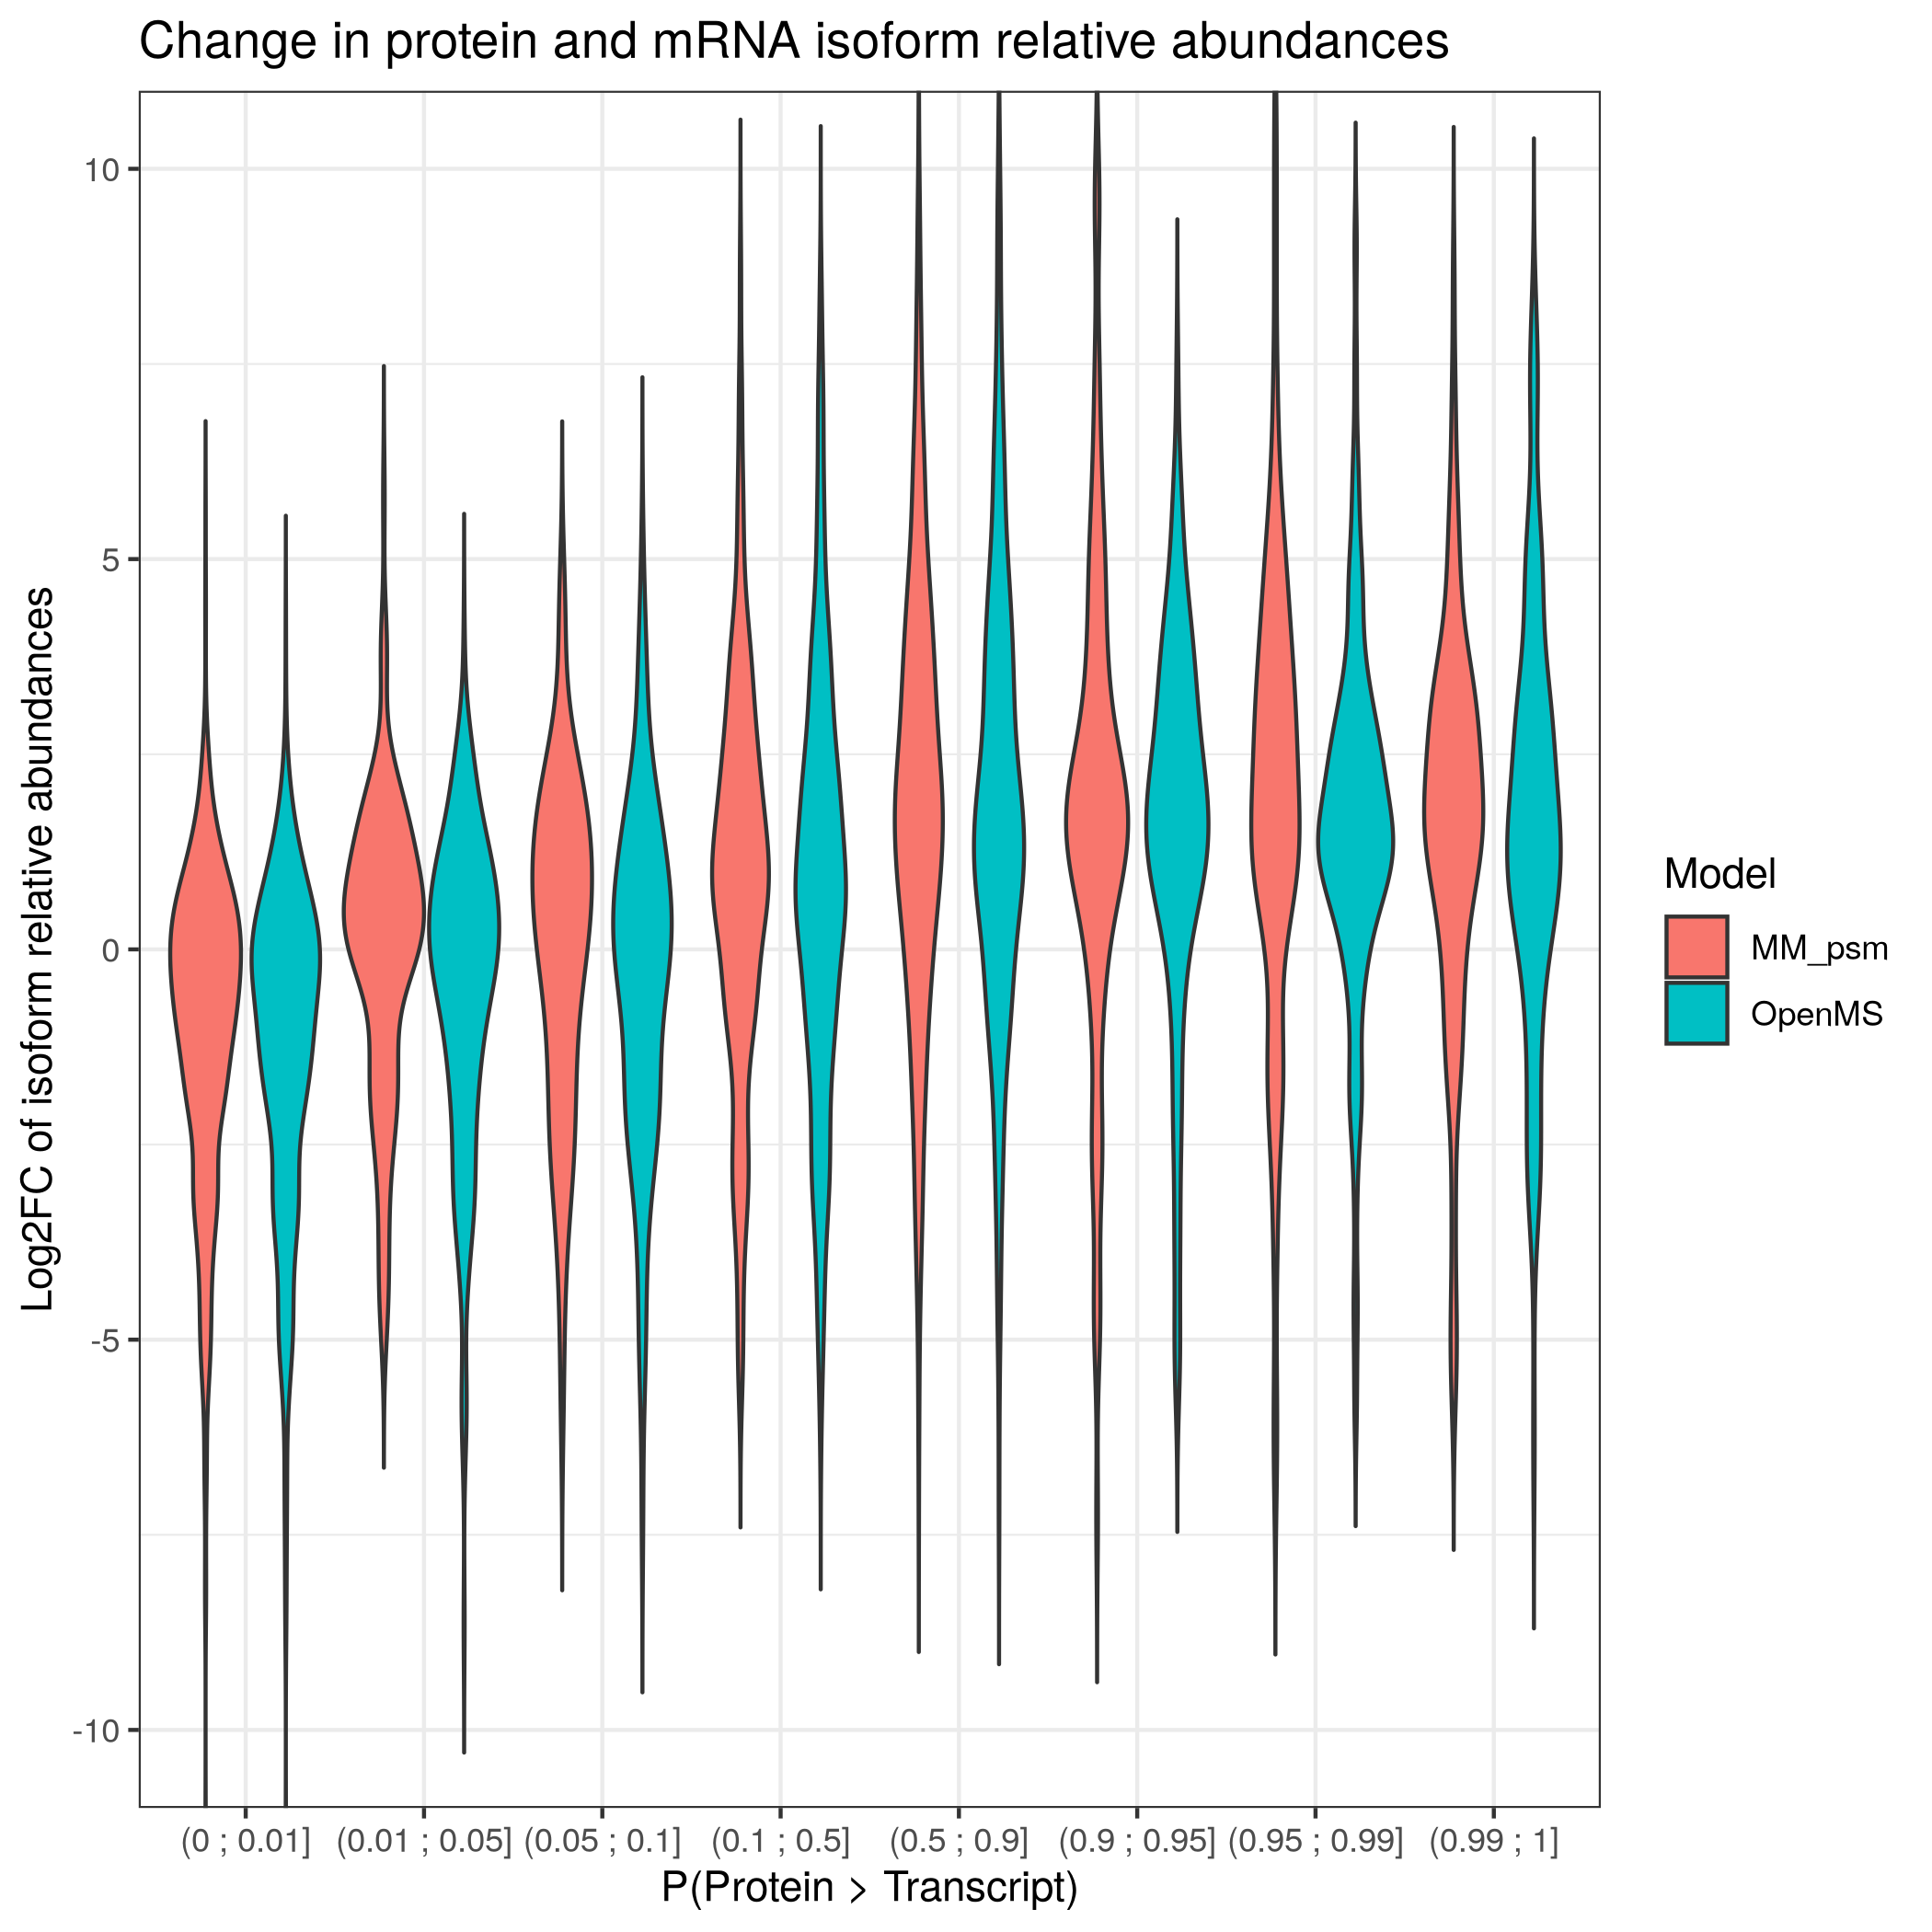 Change in protein and mRNA isoform relative abundances
Log2FC of isoform relative abundances
10
5
0
-5
-10
(0 ; 0.01]
(0.01 ; 0.05]
(0.05 ; 0.1]
(0.1 ; 0.5]
(0.5 ; 0.9]
(0.9 ; 0.95]
(0.95 ; 0.99]
(0.99 ; 1]
P(Protein > Transcript)
Model
MM_psm
OpenMS